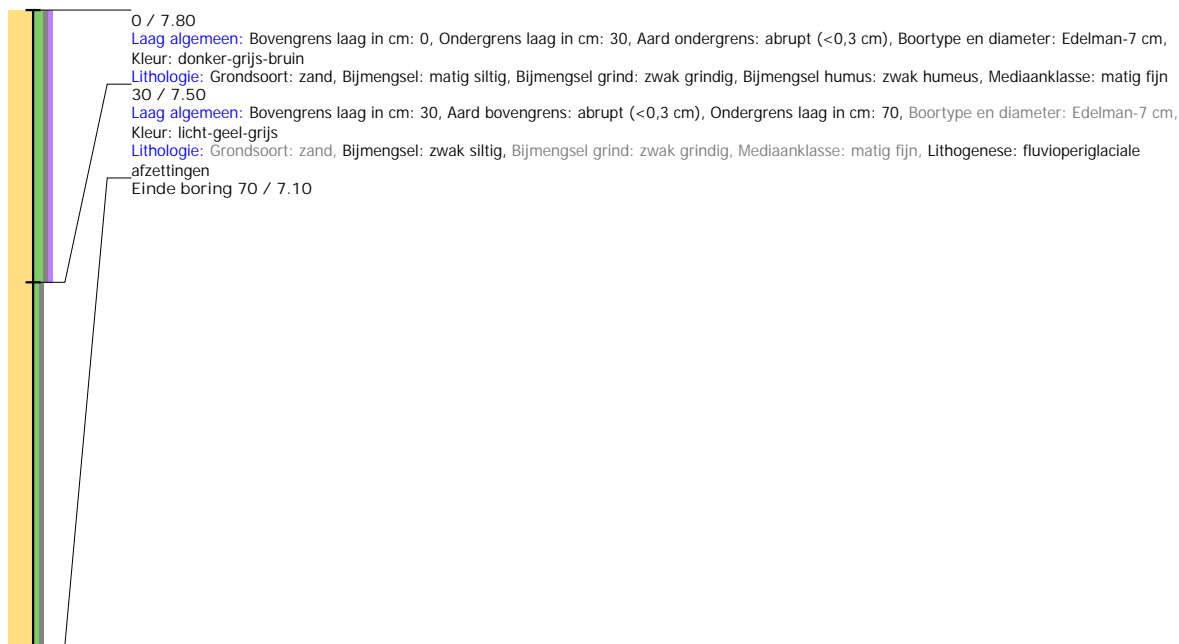 0 / 7.80
Laag algemeen: Bovengrens laag in cm: 0, Ondergrens laag in cm: 30, Aard ondergrens: abrupt (<0,3 cm), Boortype en diameter: Edelman-7 cm,
Kleur: donker-grijs-bruin
Lithologie: Grondsoort: zand, Bijmengsel: matig siltig, Bijmengsel grind: zwak grindig, Bijmengsel humus: zwak humeus, Mediaanklasse: matig fijn
30 / 7.50
Laag algemeen: Bovengrens laag in cm: 30, Aard bovengrens: abrupt (<0,3 cm), Ondergrens laag in cm: 70, Boortype en diameter: Edelman-7 cm,
Kleur: licht-geel-grijs
Lithologie: Grondsoort: zand, Bijmengsel: zwak siltig, Bijmengsel grind: zwak grindig, Mediaanklasse: matig fijn, Lithogenese: fluvioperiglaciale
afzettingen
Einde boring 70 / 7.10